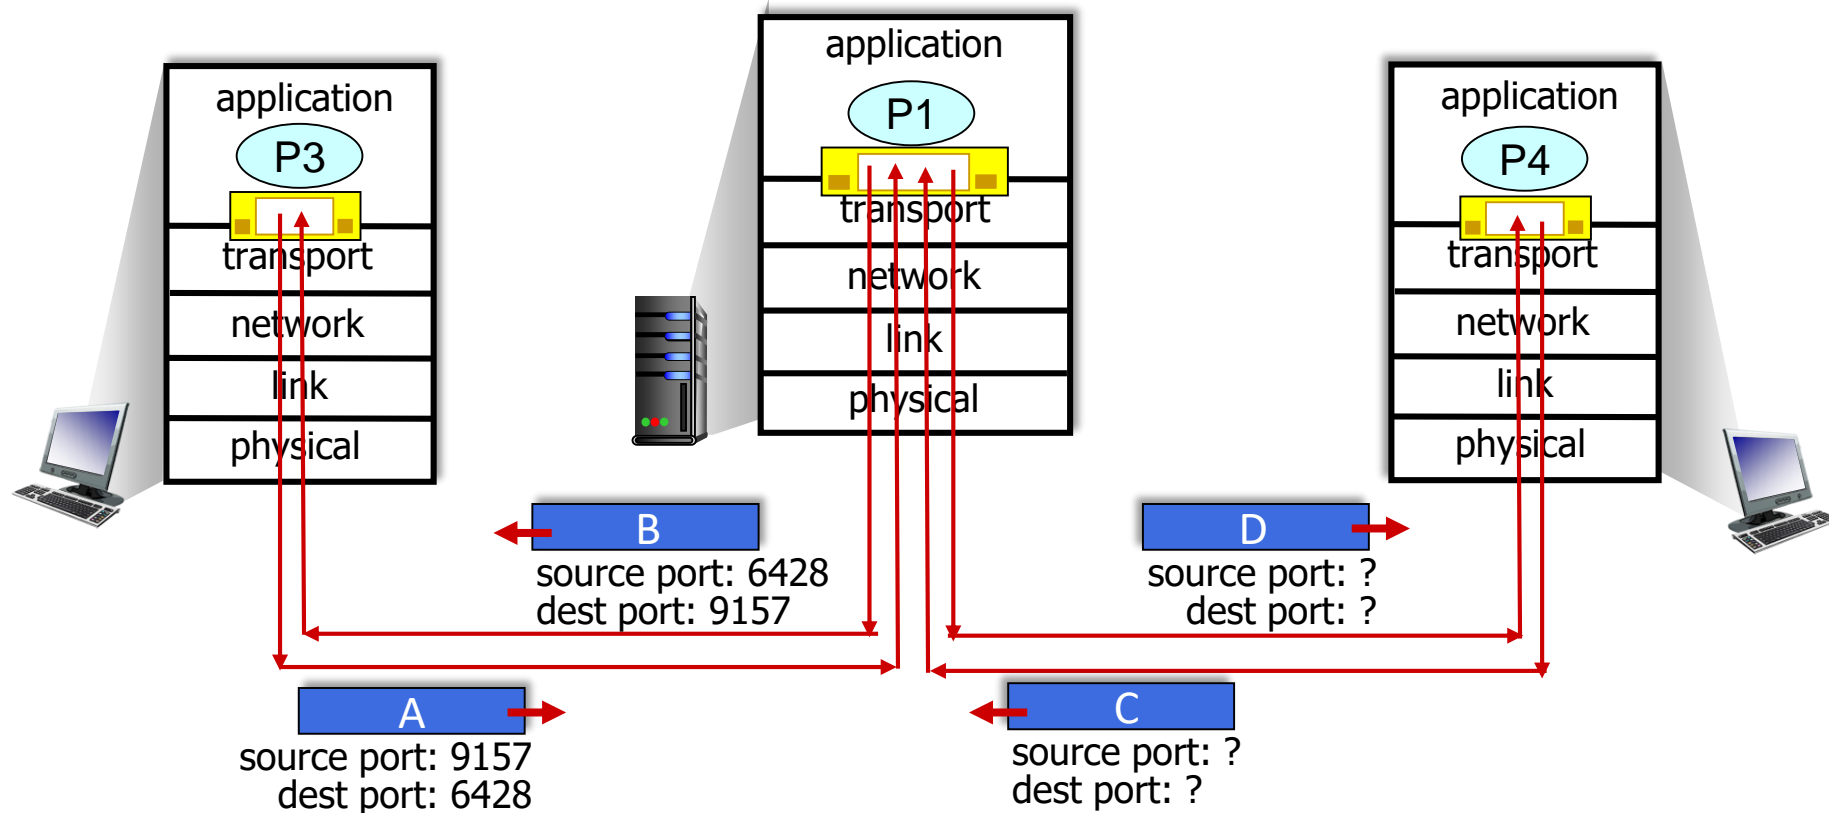 application
P3
transport
network
link
physical
application
P1
transport
network
link
physical
application
P4
transport
network
link
physical
B
source port: 6428
dest port: 9157
D
source port: ?
dest port: ?
A
source port: 9157
dest port: 6428
C
source port: ?
dest port: ?